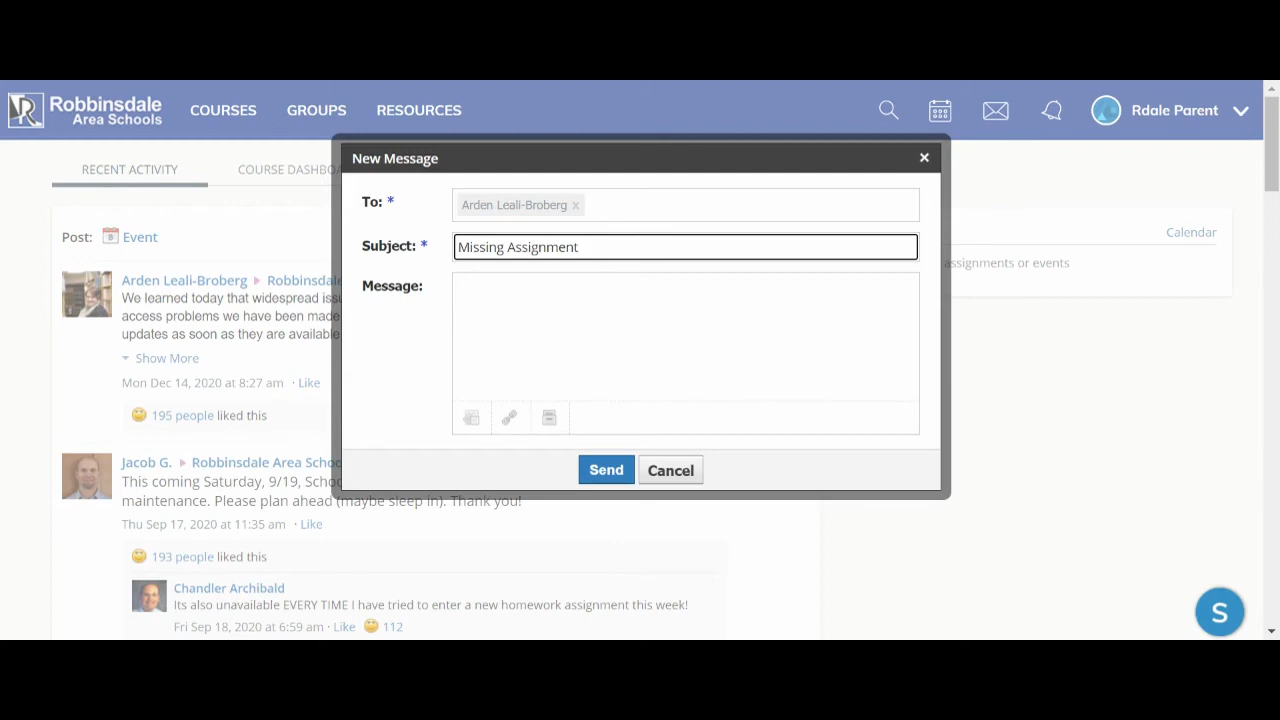 Robbinsdale
Area Schools
COURSES
GROUPS
RESOURCES
Rdale Parent
RECENT ACTIVITY
COURSE DASHBOA
New Message
×
To: *
Arden Leali-Broberg x
Subject: *
Missing Assignment
Message:
Send
Cancel
Post:
8
Event
Arden Leali-Broberg ▸ Robbinsdale
We learned today that widespread issu
access problems we have been made
updates as soon as they are available
Show More
Mon Dec 14, 2020 at 8:27 am · Like
195 people liked this
Jacob G. ▸ Robbinsdale Area Schoo
This coming Saturday, 9/19, Schoo
maintenance. Please plan ahead (maybe sleep in). Thank you!
Thu Sep 17, 2020 at 11:35 am · Like
193 people liked this
Chandler Archibald
Its also unavailable EVERY TIME I have tried to enter a new homework assignment this week!
Fri Sep 18, 2020 at 6:59 am · Like 112
Calendar
assignments or events
S